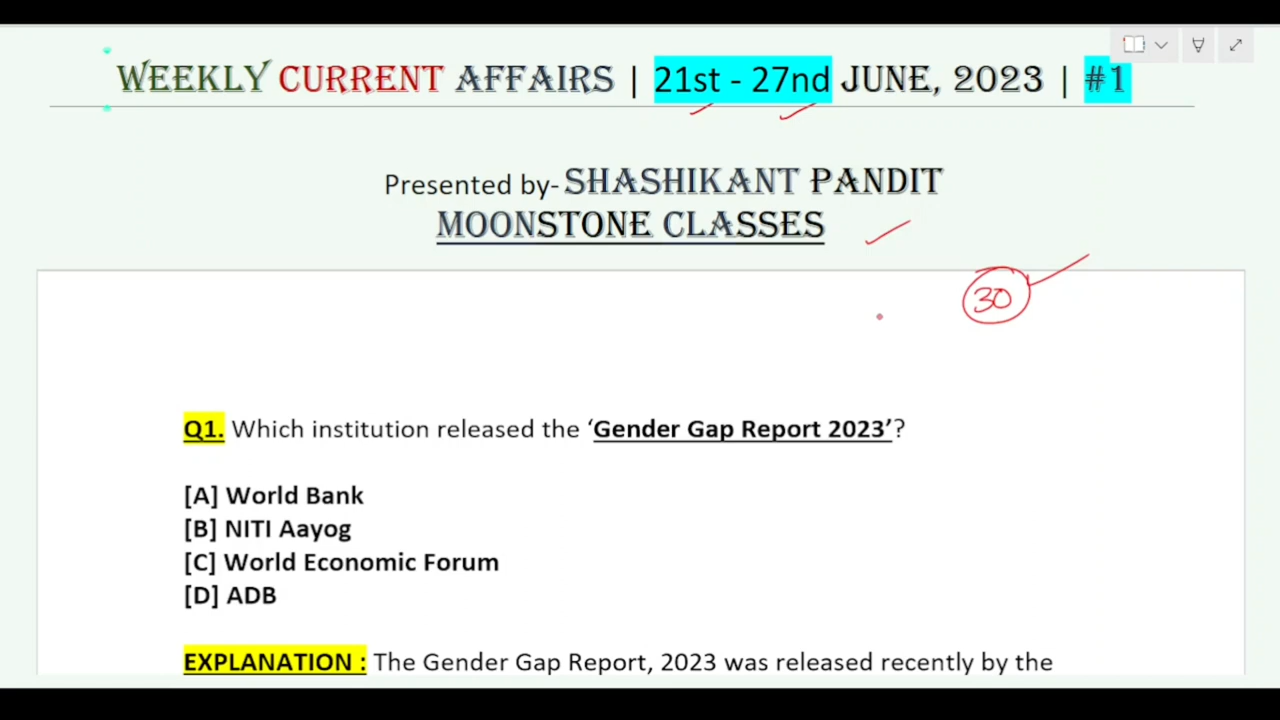 WEEKLY CURRENT AFFAIRS | 21st - 27nd JUNE, 2023 | #1
Presented by- SHASHIKANT PANDIT
MOONSTONE CLASSES
30
Q1. Which institution released the ‘Gender Gap Report 2023’?
[A] World Bank
[B] NITI Aayog
[C] World Economic Forum
[D] ADB
EXPLANATION : The Gender Gap Report, 2023 was released recently by the